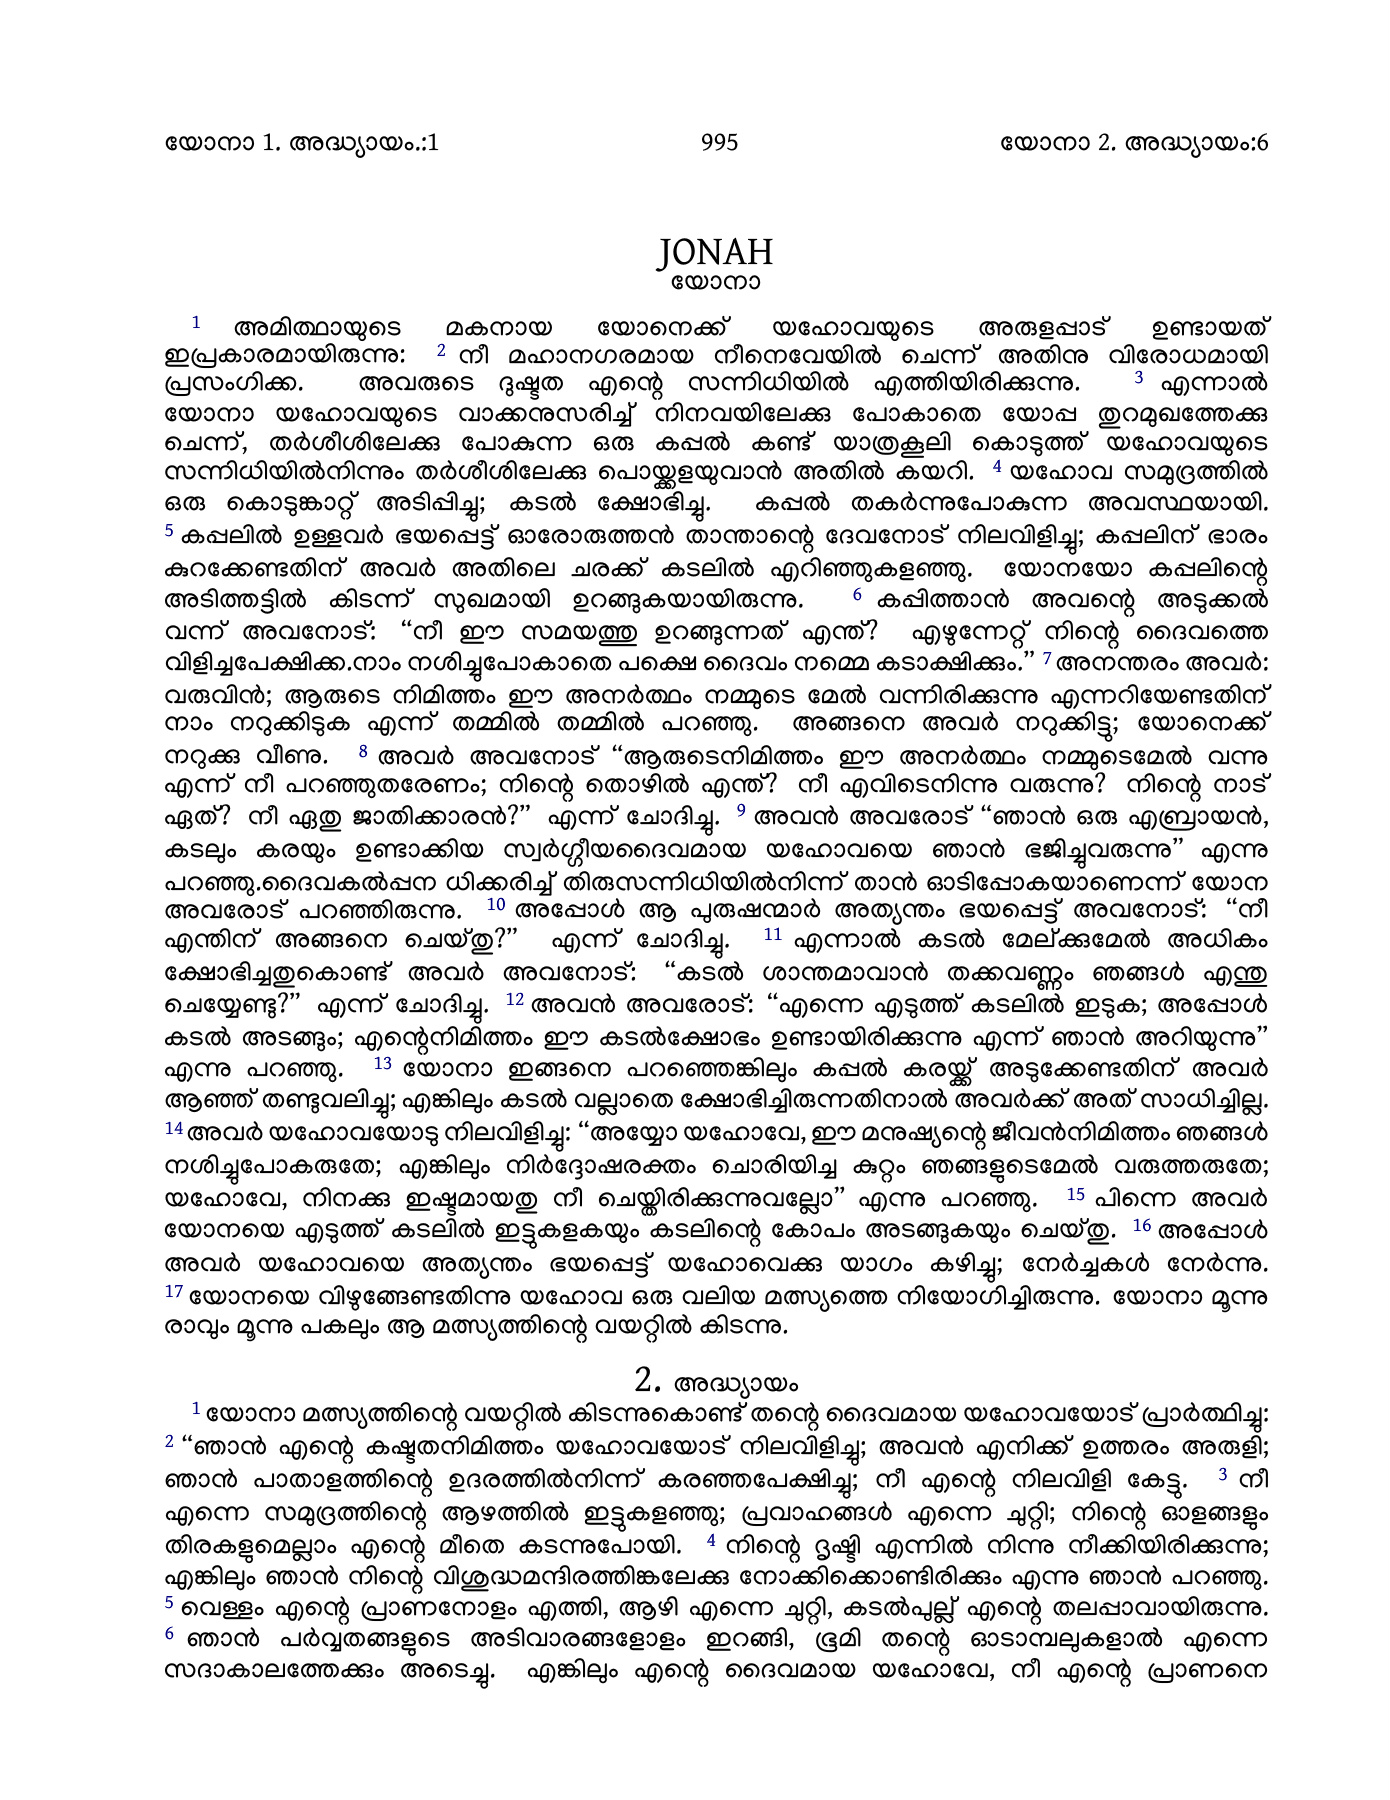 യോനാ 1. അദ്ധ്യായം.:1 995 യോനാ 2. അദ്ധ്യായം:6
JONAH
യോനാ
1 അമിത്ഥായുടെ മകനായ യോനെക്ക് യഹോവയുടെ അരുളപ്പാട് ഉണ്ടായത്
ഇപ്രകാരമായിരുന്നു: 2 നീ മഹാനഗരമായ നീനെവേയിൽ ചെന്ന് അതിനു വിരോധമായി
പ്രസംഗിക്ക. അവരുടെ ദുഷ്ടത എന്റെ സന്നിധിയിൽ എത്തിയിരിക്കുന്നു. 3 എന്നാൽ
യോനാ യഹോവയുടെ വാക്കനുസരിച്ച് നിനവയിലേക്കു പോകാതെ യോപ്പ തുറമുഖത്തേക്കു
ചെന്ന്, തർശീശിലേക്കു പോകുന്ന ഒരു കപ്പൽ കണ്ട് യാത്രകൂലി കൊടുത്ത് യഹോവയുടെ
സന്നിധിയിൽനിന്നും തർശീശിലേക്കു പൊയ്ക്കളയുവാൻ അതിൽ കയറി. 4 യഹോവ സമുദ്രത്തിൽ
ഒരു കൊടുങ്കാറ്റ് അടിപ്പിച്ചു; കടൽ ക്ഷോഭിച്ചു. കപ്പൽ തകർന്നുപോകുന്ന അവസ്ഥയായി.
5 കപ്പലിൽ ഉള്ളവർ ഭയപ്പെട്ട് ഓരോരുത്തൻ താന്താന്റെ ദേവനോട് നിലവിളിച്ചു; കപ്പലിന് ഭാരം
കുറക്കേണ്ടതിന് അവർ അതിലെ ചരക്ക് കടലിൽ എറിഞ്ഞുകളഞ്ഞു. യോനയോ കപ്പലിന്റെ
അടിത്തട്ടിൽ കിടന്ന് സുഖമായി ഉറങ്ങുകയായിരുന്നു. 6 കപ്പിത്താൻ അവന്റെ അടുക്കൽ
വന്ന് അവനോട്: “നീ ഈ സമയത്തു ഉറങ്ങുന്നത് എന്ത്? എഴുന്നേറ്റ് നിന്റെ ദൈവത്തെ
വിളിച്ചപേക്ഷിക്ക.നാം നശിച്ചുപോകാതെ പക്ഷെ ദൈവം നമ്മെ കടാക്ഷിക്കും.” 7 അനന്തരം അവർ:
വരുവിൻ; ആരുടെ നിമിത്തം ഈ അനർത്ഥം നമ്മുടെ മേൽ വന്നിരിക്കുന്നു എന്നറിയേണ്ടതിന്
നാം നറുക്കിടുക എന്ന് തമ്മിൽ തമ്മിൽ പറഞ്ഞു. അങ്ങനെ അവർ നറുക്കിട്ടു; യോനെക്ക്
നറുക്കു വീണു. 8 അവർ അവനോട് “ആരുടെനിമിത്തം ഈ അനർത്ഥം നമ്മുടെമേൽ വന്നു
എന്ന് നീ പറഞ്ഞുതരേണം; നിന്റെ തൊഴിൽ എന്ത്? നീ എവിടെനിന്നു വരുന്നു? നിന്റെ നാട്
ഏത്? നീ ഏതു ജാതിക്കാരൻ?” എന്ന് ചോദിച്ചു. 9 അവൻ അവരോട് “ഞാൻ ഒരു എബ്രായൻ,
കടലും കരയും ഉണ്ടാക്കിയ സ്വർഗ്ഗീയദൈവമായ യഹോവയെ ഞാൻ ഭജിച്ചുവരുന്നു” എന്നു
പറഞ്ഞു.ദൈവകൽപ്പന ധിക്കരിച്ച് തിരുസന്നിധിയിൽനിന്ന് താൻ ഓടിപ്പോകയാണെന്ന് യോന
അവരോട് പറഞ്ഞിരുന്നു. 10 അപ്പോൾ ആ പുരുഷന്മാർ അത്യന്തം ഭയപ്പെട്ട് അവനോട്: “നീ
എന്തിന് അങ്ങനെ ചെയ്തു?” എന്ന് ചോദിച്ചു. 11 എന്നാൽ കടൽ മേല്ക്കുമേൽ അധികം
ക്ഷോഭിച്ചതുകൊണ്ട് അവർ അവനോട്: “കടൽ ശാന്തമാവാൻ തക്കവണ്ണം ഞങ്ങൾ എന്തു
ചെയ്യേണ്ടു?” എന്ന് ചോദിച്ചു. 12 അവൻ അവരോട്: “എന്നെ എടുത്ത് കടലിൽ ഇടുക; അപ്പോൾ
കടൽ അടങ്ങും; എന്റെനിമിത്തം ഈ കടൽക്ഷോഭം ഉണ്ടായിരിക്കുന്നു എന്ന് ഞാൻ അറിയുന്നു”
എന്നു പറഞ്ഞു. 13 യോനാ ഇങ്ങനെ പറഞ്ഞെങ്കിലും കപ്പൽ കരയ്ക്ക് അടുക്കേണ്ടതിന് അവർ
ആഞ്ഞ് തണ്ടുവലിച്ചു; എങ്കിലും കടൽ വല്ലാതെ ക്ഷോഭിച്ചിരുന്നതിനാൽ അവർക്ക് അത് സാധിച്ചില്ല.
14 അവർ യഹോവയോടു നിലവിളിച്ചു: “അയ്യോ യഹോവേ, ഈ മനുഷ്യന്റെ ജീവൻനിമിത്തം ഞങ്ങൾ
നശിച്ചുപോകരുതേ; എങ്കിലും നിർദ്ദോഷരക്തം ചൊരിയിച്ച കുറ്റം ഞങ്ങളുടെമേൽ വരുത്തരുതേ;
യഹോവേ, നിനക്കു ഇഷ്ടമായതു നീ ചെയ്തിരിക്കുന്നുവല്ലോ” എന്നു പറഞ്ഞു. 15 പിന്നെ അവർ
യോനയെ എടുത്ത് കടലിൽ ഇട്ടുകളകയും കടലിന്റെ കോപം അടങ്ങുകയും ചെയ്തു. 16 അപ്പോൾ
അവർ യഹോവയെ അത്യന്തം ഭയപ്പെട്ട് യഹോവെക്കു യാഗം കഴിച്ചു; നേർച്ചകൾ നേർന്നു.
17 യോനയെ വിഴുങ്ങേണ്ടതിന്നു യഹോവ ഒരു വലിയ മത്സ്യത്തെ നിയോഗിച്ചിരുന്നു. യോനാ മൂന്നു
രാവും മൂന്നു പകലും ആ മത്സ്യത്തിന്റെ വയറ്റിൽ കിടന്നു.
2. അദ്ധ്യായം
1 യോനാ മത്സ്യത്തിന്റെ വയറ്റിൽ കിടന്നുകൊണ്ട് തന്റെ ദൈവമായ യഹോവയോട് പ്രാർത്ഥിച്ചു:
2 “ഞാൻ എന്റെ കഷ്ടതനിമിത്തം യഹോവയോട് നിലവിളിച്ചു; അവൻ എനിക്ക് ഉത്തരം അരുളി;
ഞാൻ പാതാളത്തിന്റെ ഉദരത്തിൽനിന്ന് കരഞ്ഞപേക്ഷിച്ചു; നീ എന്റെ നിലവിളി കേട്ടു. 3 നീ
എന്നെ സമുദ്രത്തിന്റെ ആഴത്തിൽ ഇട്ടുകളഞ്ഞു; പ്രവാഹങ്ങൾ എന്നെ ചുറ്റി; നിന്റെ ഓളങ്ങളും
തിരകളുമെല്ലാം എന്റെ മീതെ കടന്നുപോയി. 4 നിന്റെ ദൃഷ്ടി എന്നിൽ നിന്നു നീക്കിയിരിക്കുന്നു;
എങ്കിലും ഞാൻ നിന്റെ വിശുദ്ധമന്ദിരത്തിങ്കലേക്കു നോക്കിക്കൊണ്ടിരിക്കും എന്നു ഞാൻ പറഞ്ഞു.
5 വെള്ളം എന്റെ പ്രാണനോളം എത്തി, ആഴി എന്നെ ചുറ്റി, കടൽപുല്ല് എന്റെ തലപ്പാവായിരുന്നു.
6 ഞാൻ പർവ്വതങ്ങളുടെ അടിവാരങ്ങളോളം ഇറങ്ങി, ഭൂമി തന്റെ ഓടാമ്പലുകളാൽ എന്നെ
സദാകാലത്തേക്കും അടെച്ചു. എങ്കിലും എന്റെ ദൈവമായ യഹോവേ, നീ എന്റെ പ്രാണനെ